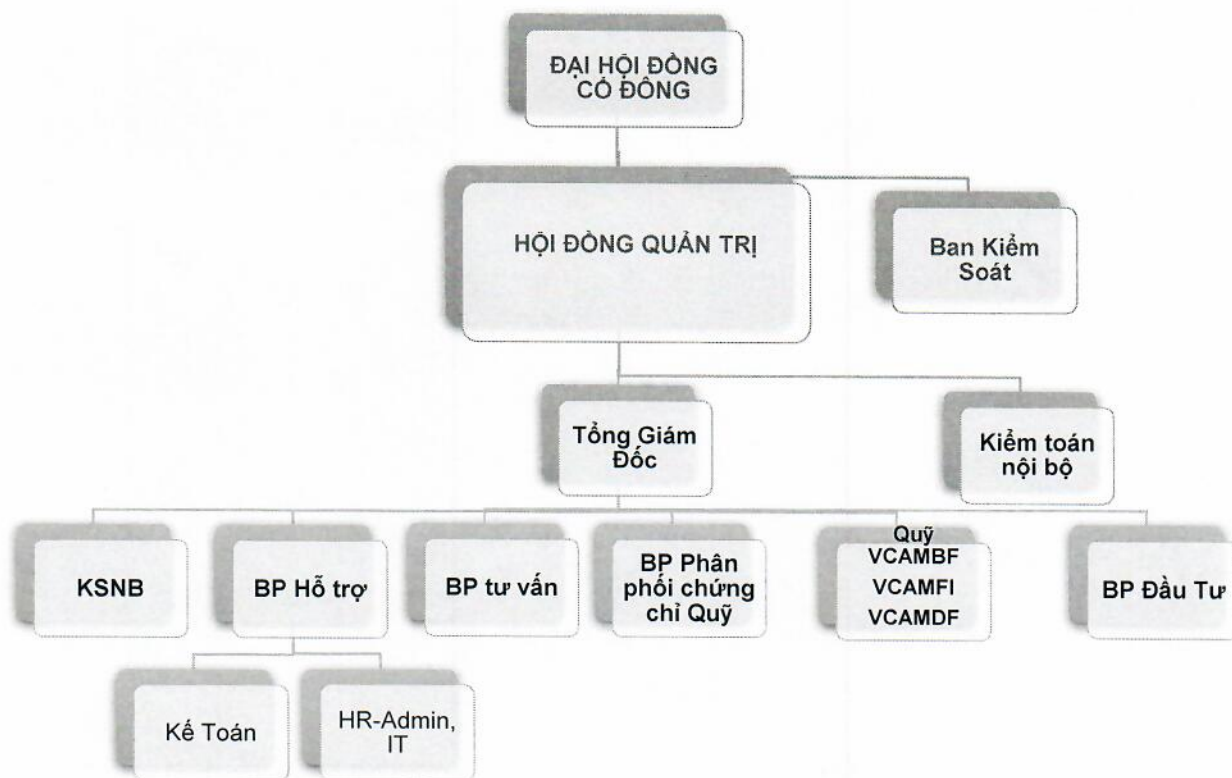 ĐẠI HỘI ĐỒNG
CỔ ĐÔNG
HỘI ĐỒNG QUẢN TRỊ
Ban Kiểm
Soát
Tổng Giám
Đốc
Kiểm toán
nội bộ
KSNB
BP Hỗ trợ
BP tư vấn
BP Phân
phối chứng
chỉ Quỹ
Quỹ
VCAMBF
VCAMFI
VCAMDF
BP Đầu Tư
Kế Toán
HR-Admin,
IT